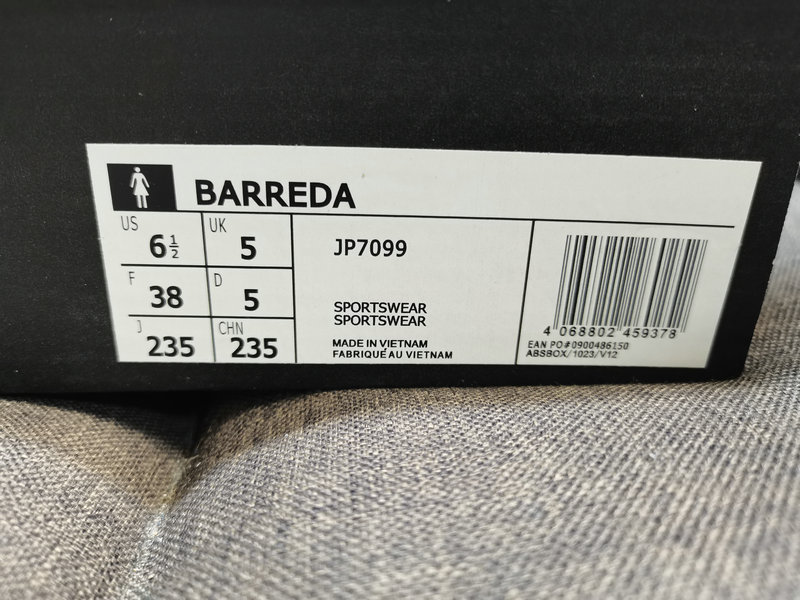 BARREDA
US 6½ UK 5
F 38 D 5
J 235 CHN 235
JP7099
SPORTSWEAR
SPORTSWEAR
MADE IN VIETNAM
FABRIQUÉ AU VIETNAM
4 068802 459378
EAN PO#0900486150
ABSBOX/1023/V12